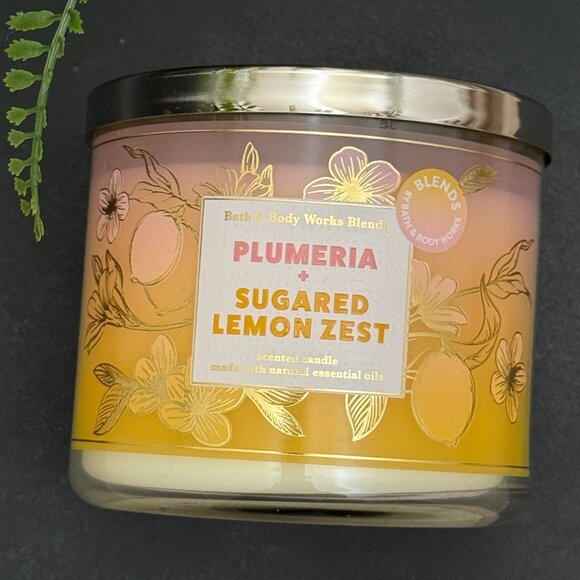 Bath & Body Works Blends
PLUMERIA
+
SUGARED
LEMON ZEST
scented candle
made with natural essential oils
BLENDS
BY BATH & BODY WORKS